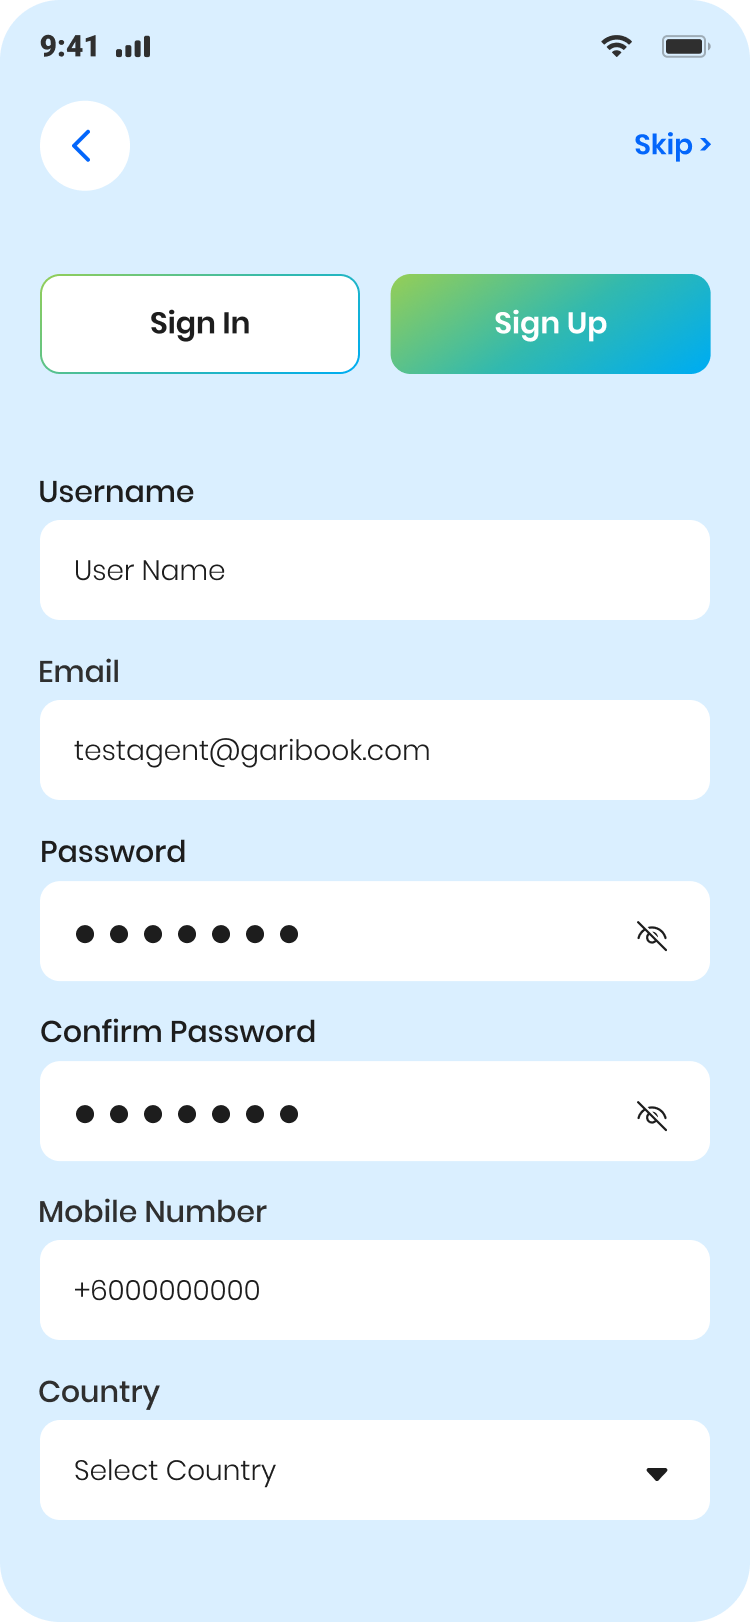 9:41
Skip >
Sign In
Sign Up
Username
User Name
Email
testagent@garibook.com
Password
Confirm Password
Mobile Number
+6000000000
Country
Select Country